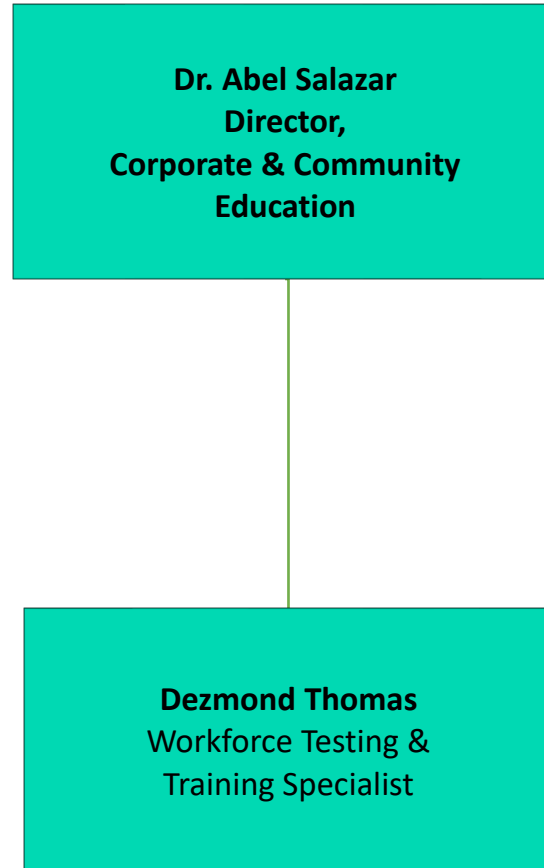 Dr. Abel Salazar
Director,
Corporate & Community
Education
Dezmond Thomas
Workforce Testing &
Training Specialist